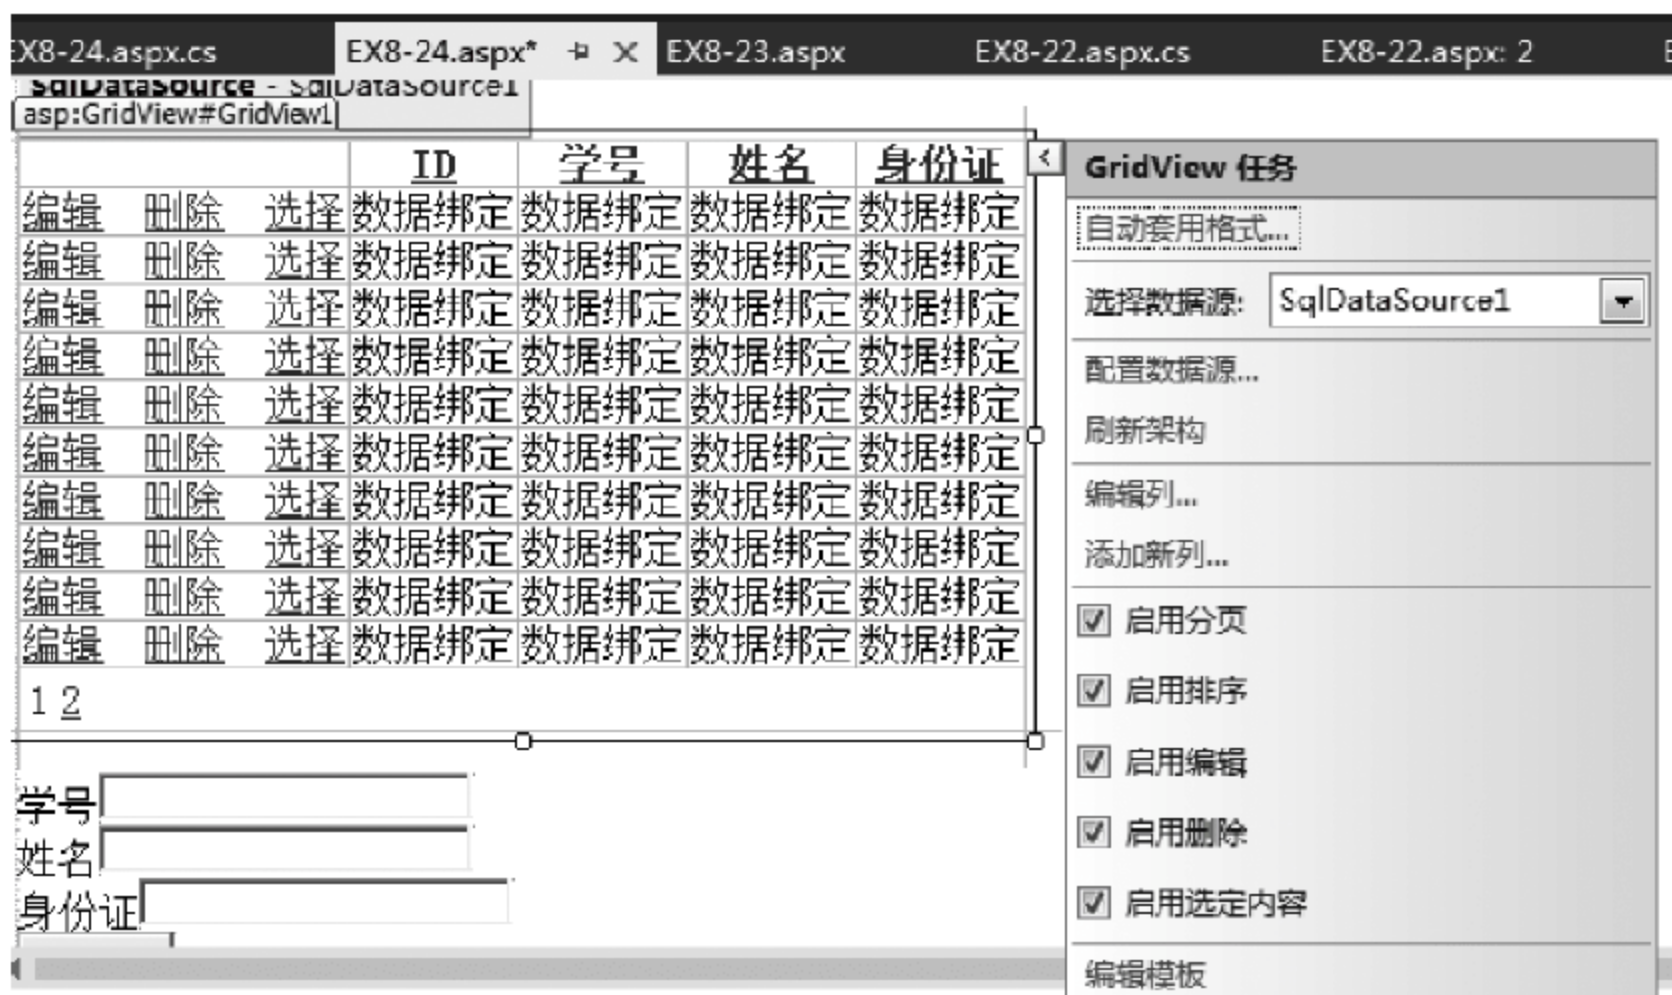 EX8-24.aspx.cs EX8-24.aspx* EX8-23.aspx EX8-22.aspx.cs EX8-22.aspx: 2
SqlDataSource - SqlDataSource1
asp:GridView#GridView1
ID 学号 姓名 身份证
编辑 删除 选择 数据绑定 数据绑定 数据绑定 数据绑定
编辑 删除 选择 数据绑定 数据绑定 数据绑定 数据绑定
编辑 删除 选择 数据绑定 数据绑定 数据绑定 数据绑定
编辑 删除 选择 数据绑定 数据绑定 数据绑定 数据绑定
编辑 删除 选择 数据绑定 数据绑定 数据绑定 数据绑定
编辑 删除 选择 数据绑定 数据绑定 数据绑定 数据绑定
编辑 删除 选择 数据绑定 数据绑定 数据绑定 数据绑定
编辑 删除 选择 数据绑定 数据绑定 数据绑定 数据绑定
编辑 删除 选择 数据绑定 数据绑定 数据绑定 数据绑定
编辑 删除 选择 数据绑定 数据绑定 数据绑定 数据绑定
1 2
学号
姓名
身份证
GridView 任务
自动套用格式...
选择数据源: SqlDataSource1
配置数据源...
刷新架构
编辑列...
添加新列...
启用分页
启用排序
启用编辑
启用删除
启用选定内容
编辑模板